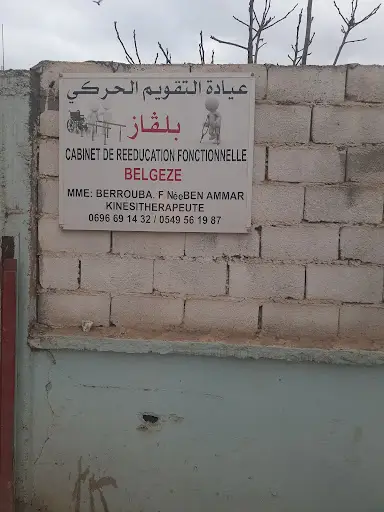 عيادة التقويم الحركي
بلڤاز
CABINET DE REEDUCATION FONCTIONNELLE
BELGEZE
MME: BERROUBA. F Née BEN AMMAR
KINESITHERAPEUTE
0696 69 14 32 / 0549 56 19 87